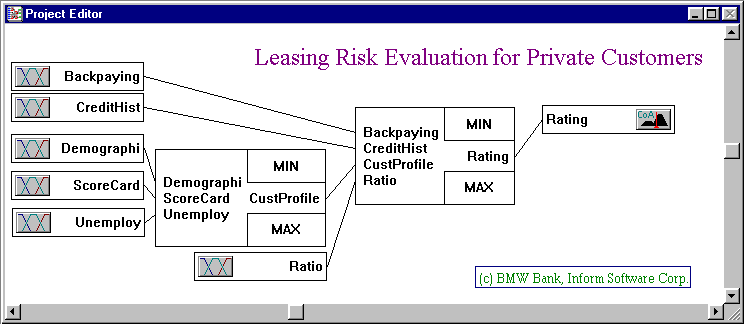 Project Editor
Leasing Risk Evaluation for Private Customers
Backpaying
CreditHist
Demographi
ScoreCard
Unemploy
Demographi
ScoreCard
Unemploy
MIN
CustProfile
MAX
Ratio
Backpaying
CreditHist
CustProfile
Ratio
MIN
Rating
MAX
Rating
CoA
(c) BMW Bank, Inform Software Corp.